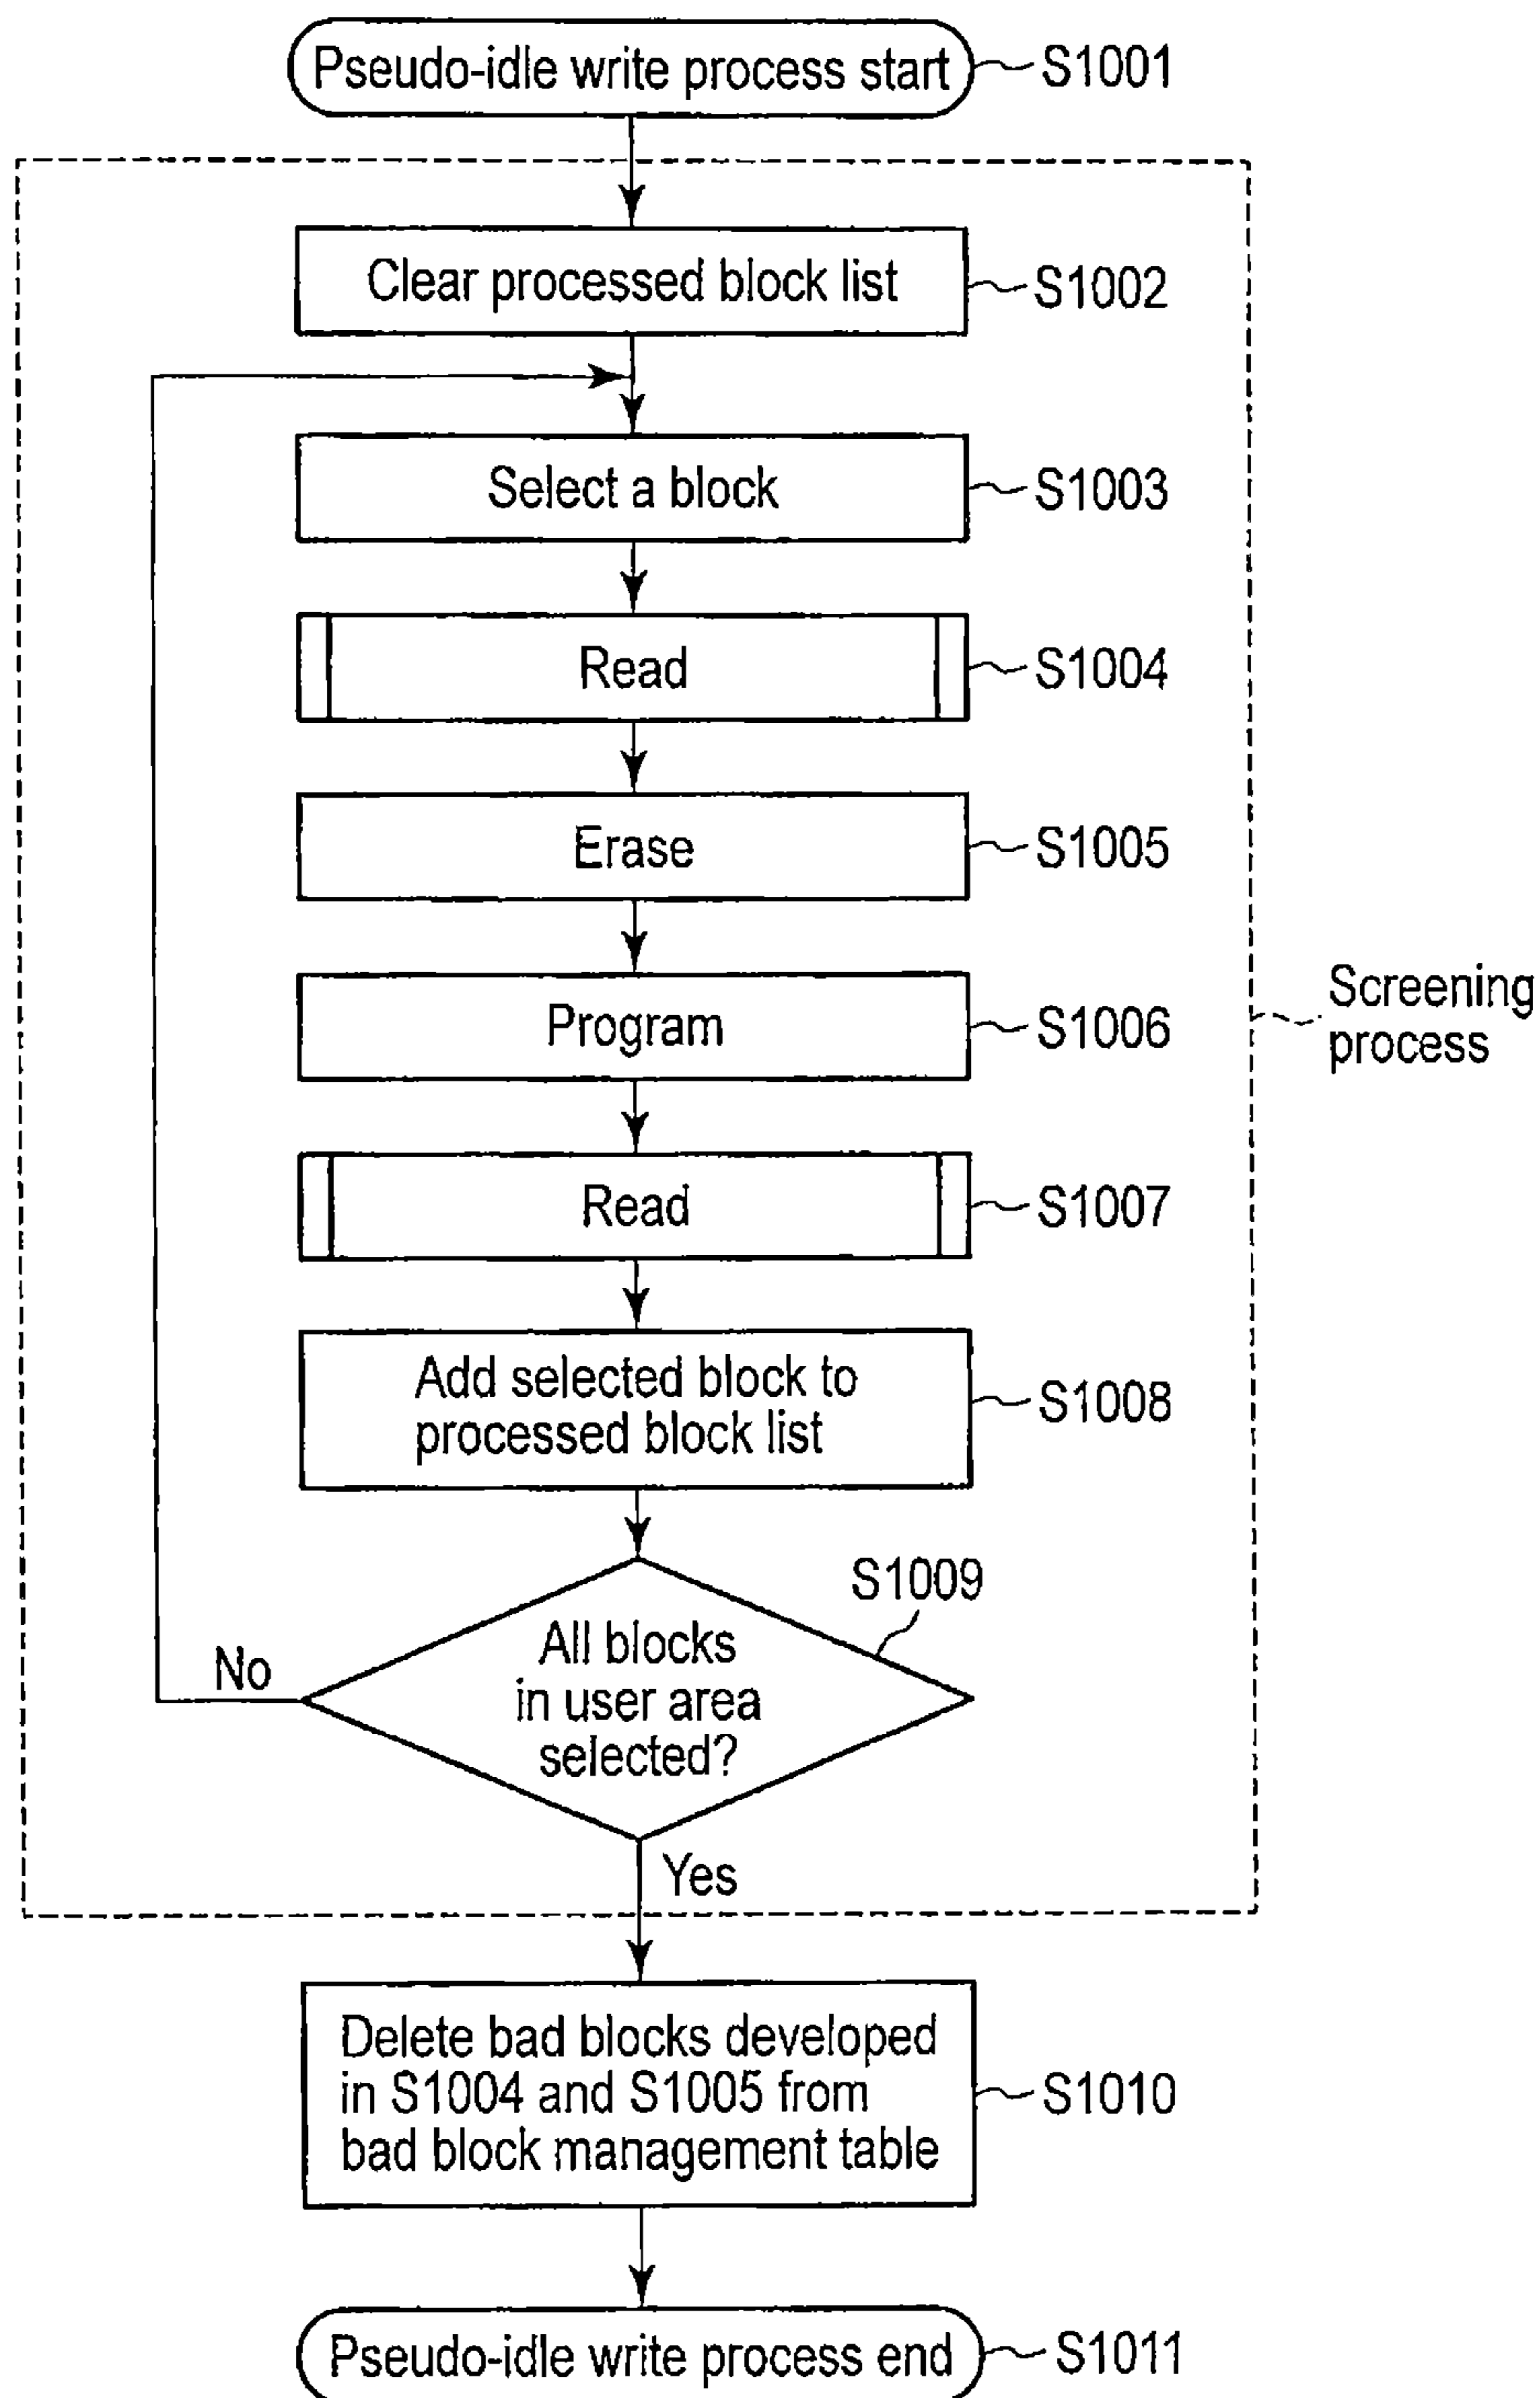 Pseudo-idle write process start
S1001
Clear processed block list
S1002
Select a block
S1003
Read
S1004
Erase
S1005
Program
S1006
Screening
process
Read
S1007
Add selected block to
processed block list
S1008
S1009
All blocks
in user area
selected?
No
Yes
Delete bad blocks developed
in S1004 and S1005 from
bad block management table
S1010
Pseudo-idle write process end
S1011